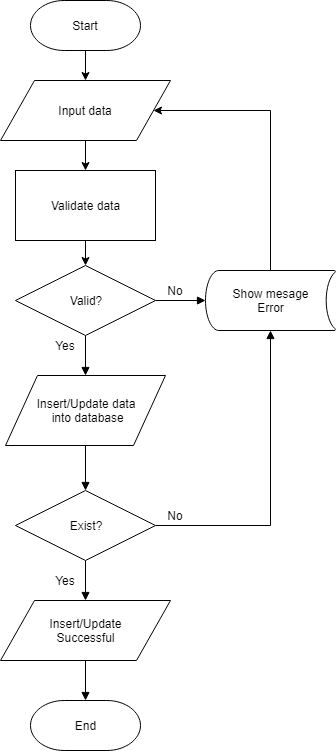 Start
Input data
Validate data
Valid?
No
Show mesage
Error
Yes
Insert/Update data
into database
Exist?
No
Yes
Insert/Update
Successful
End